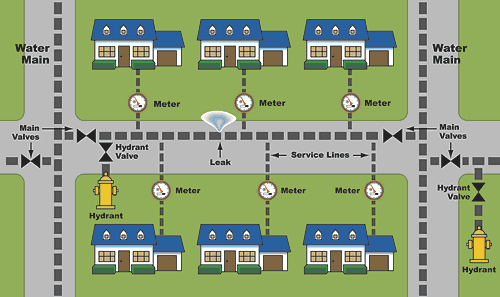 Water
Main
Water
Main
Meter
Meter
Meter
Main
Valves
Hydrant
Valve
Leak
Service Lines
Main
Valves
Meter
Meter
Meter
Hydrant
Hydrant
Valve
Hydrant